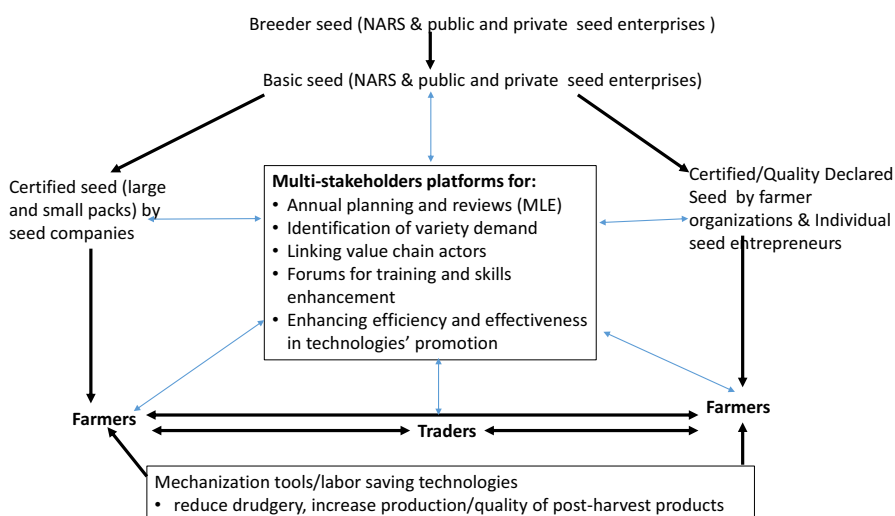 Breeder seed (NARS & public and private seed enterprises )
Basic seed (NARS & public and private seed enterprises)
Certified seed (large
and small packs) by
seed companies
Multi-stakeholders platforms for:
• Annual planning and reviews (MLE)
• Identification of variety demand
• Linking value chain actors
• Forums for training and skills
enhancement
• Enhancing efficiency and effectiveness
in technologies’ promotion
Certified/Quality Declared
Seed by farmer
organizations & Individual
seed entrepreneurs
Farmers
Traders
Farmers
Mechanization tools/labor saving technologies
• reduce drudgery, increase production/quality of post-harvest products